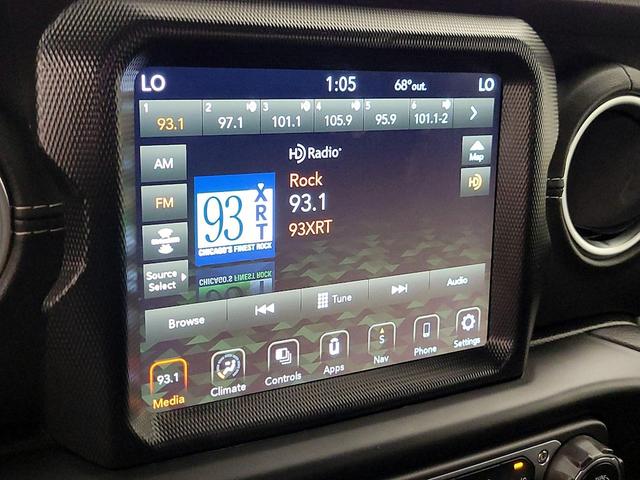 LO 1:05 68°out. LO
1 2 3 4 5 6
93.1 97.1 101.1 105.9 95.9 101.1-2
AM
HD Radio
Map
FM
Rock
93.1
93XRT
93 XRT
CHICAGO'S FINEST ROCK
Source
Select
Browse Tune Audio
93.1 S
Media Climate Controls Apps Nav Phone Settings